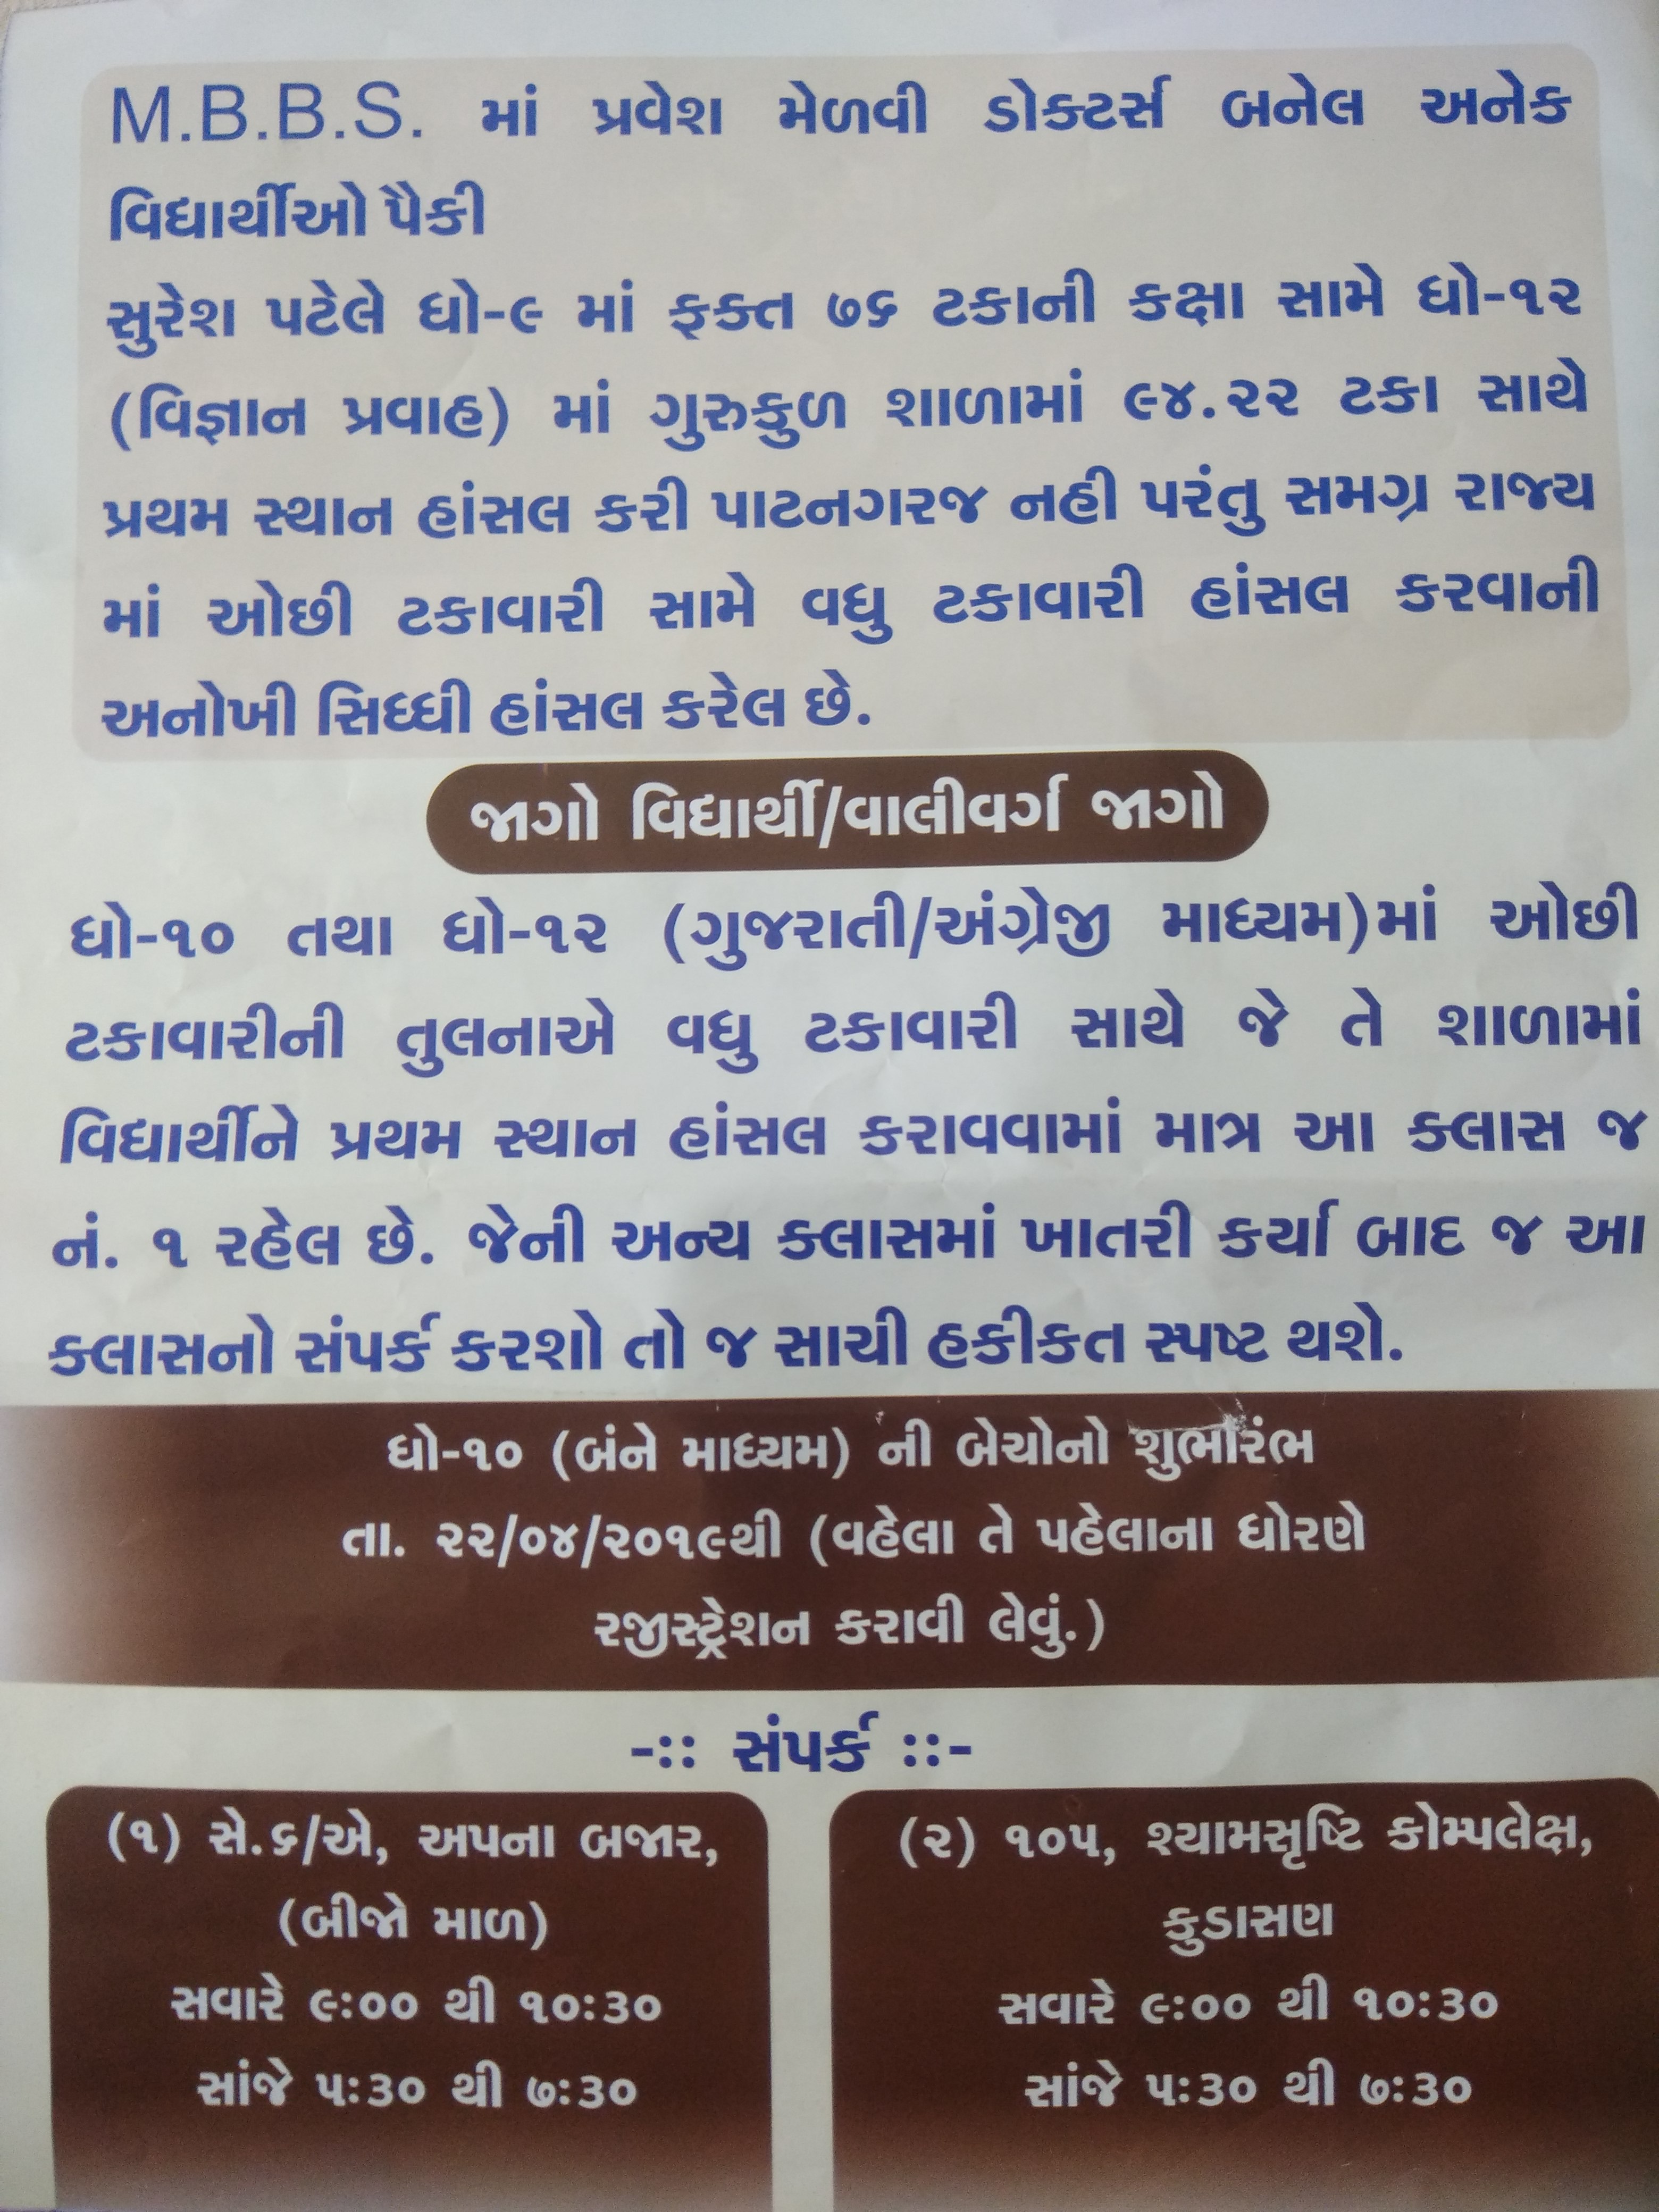 M.B.B.S. માં પ્રવેશ મેળવી ડોક્ટર્સ બનેલ અનેક
વિદ્યાર્થીઓ પૈકી
સુરેશ પટેલે ધો-૯ માં ફક્ત ૭૬ ટકાની કક્ષા સામે ધો-૧૨
(વિજ્ઞાન પ્રવાહ) માં ગુરુકુળ શાળામાં ૯૪.૨૨ ટકા સાથે
પ્રથમ સ્થાન હાંસલ કરી પાટનગરજ નહી પરંતુ સમગ્ર રાજ્ય
માં ઓછી ટકાવારી સામે વધુ ટકાવારી હાંસલ કરવાની
અનોખી સિધ્ધી હાંસલ કરેલ છે.
જાગો વિદ્યાર્થી/વાલીવર્ગ જાગો
ધો-૧૦ તથા ધો-૧૨ (ગુજરાતી/અંગ્રેજી માધ્યમ)માં ઓછી
ટકાવારીની તુલનાએ વધુ ટકાવારી સાથે જે તે શાળામાં
વિદ્યાર્થીને પ્રથમ સ્થાન હાંસલ કરાવવામાં માત્ર આ ક્લાસ જ
નં. ૧ રહેલ છે. જેની અન્ય ક્લાસમાં ખાતરી કર્યા બાદ જ આ
ક્લાસનો સંપર્ક કરશો તો જ સાચી હકીકત સ્પષ્ટ થશે.
ધો-૧૦ (બંને માધ્યમ) ની બેચોનો શુભારંભ
તા. ૨૨/૦૪/૨૦૧૯થી (વહેલા તે પહેલાના ધોરણે
રજીસ્ટ્રેશન કરાવી લેવું.)
-:: સંપર્ક ::-
(૧) સે.૬/એ, અપના બજાર,
(બીજો માળ)
સવારે ૯:૦૦ થી ૧૦:૩૦
સાંજે ૫:૩૦ થી ૭:૩૦
(૨) ૧૦૫, શ્યામસૃષ્ટિ કોમ્પલેક્ષ,
કુડાસણ
સવારે ૯:૦૦ થી ૧૦:૩૦
સાંજે ૫:૩૦ થી ૭:૩૦